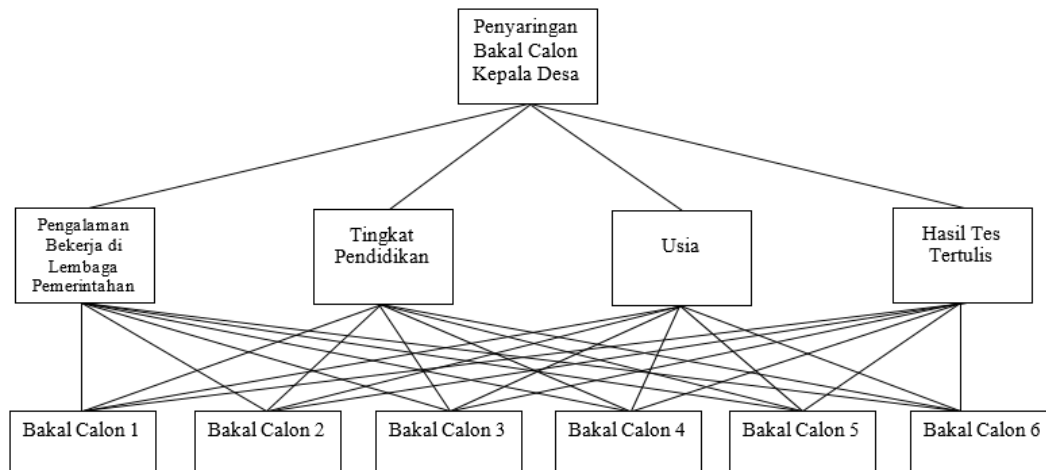 Penyaringan
Bakal Calon
Kepala Desa
Pengalaman
Bekerja di
Lembaga
Pemerintahan
Tingkat
Pendidikan
Usia
Hasil Tes
Tertulis
Bakal Calon 1
Bakal Calon 2
Bakal Calon 3
Bakal Calon 4
Bakal Calon 5
Bakal Calon 6